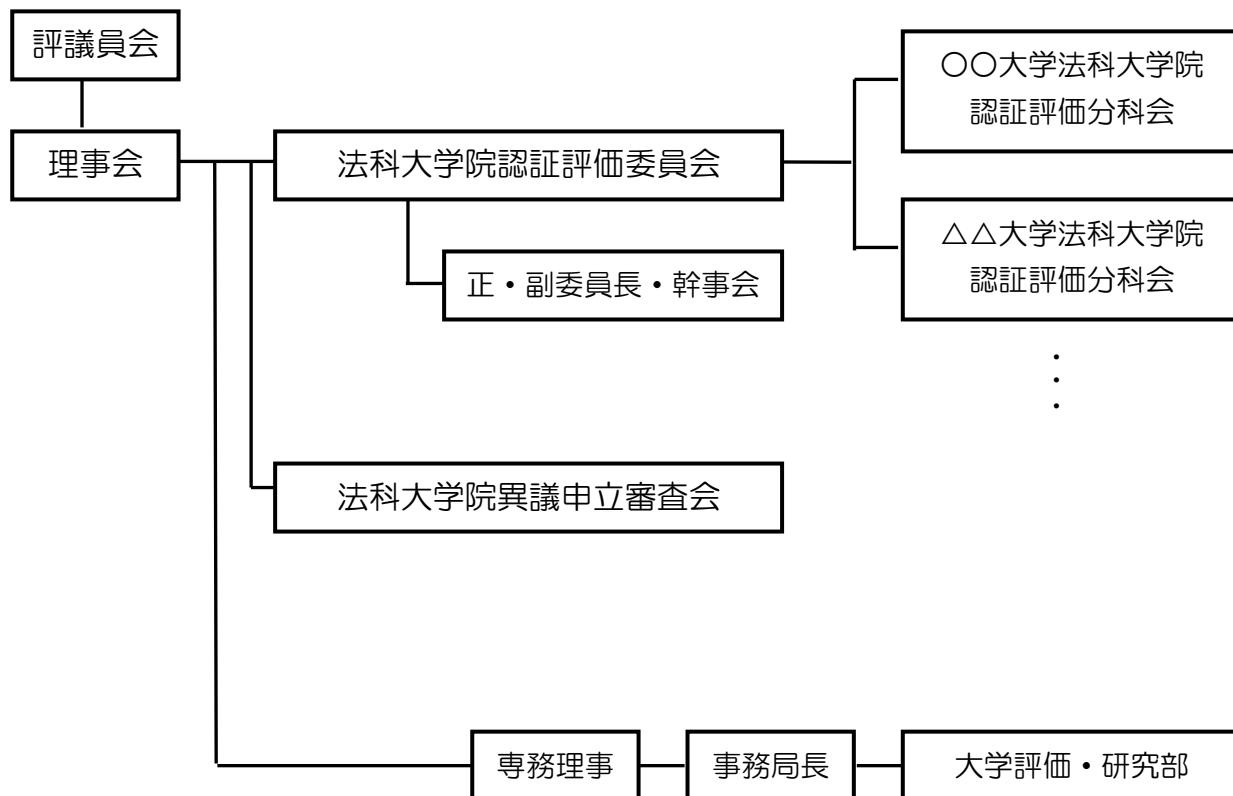 評議員会
理事会
法科大学院認証評価委員会
正・副委員長・幹事会
〇〇大学法科大学院
認証評価分科会
△△大学法科大学院
認証評価分科会
・
・
・
法科大学院異議申立審査会
専務理事
事務局長
大学評価・研究部